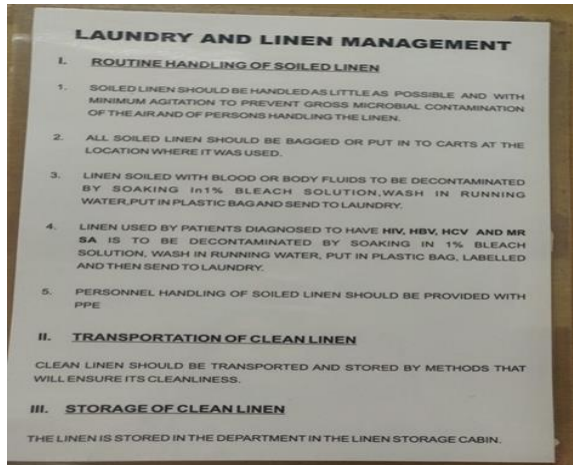 LAUNDRY AND LINEN MANAGEMENT
I. ROUTINE HANDLING OF SOILED LINEN
1. SOILED LINEN SHOULD BE HANDLED AS LITTLE AS POSSIBLE AND WITH
MINIMUM AGITATION TO PREVENT GROSS MICROBIAL CONTAMINATION
OF THE AIR AND OF PERSONS HANDLING THE LINEN.
2. ALL SOILED LINEN SHOULD BE BAGGED OR PUT IN TO CARTS AT THE
LOCATION WHERE IT WAS USED.
3. LINEN SOILED WITH BLOOD OR BODY FLUIDS TO BE DECONTAMINATED
BY SOAKING In 1% BLEACH SOLUTION, WASH IN RUNNING
WATER, PUT IN PLASTIC BAG AND SEND TO LAUNDRY.
4. LINEN USED BY PATIENTS DIAGNOSED TO HAVE HIV, HBV, HCV AND MR
SA IS TO BE DECONTAMINATED BY SOAKING IN 1% BLEACH
SOLUTION, WASH IN RUNNING WATER, PUT IN PLASTIC BAG, LABELLED
AND THEN SEND TO LAUNDRY.
5. PERSONNEL HANDLING OF SOILED LINEN SHOULD BE PROVIDED WITH
PPE
II. TRANSPORTATION OF CLEAN LINEN
CLEAN LINEN SHOULD BE TRANSPORTED AND STORED BY METHODS THAT
WILL ENSURE ITS CLEANLINESS.
III. STORAGE OF CLEAN LINEN
THE LINEN IS STORED IN THE DEPARTMENT IN THE LINEN STORAGE CABIN.